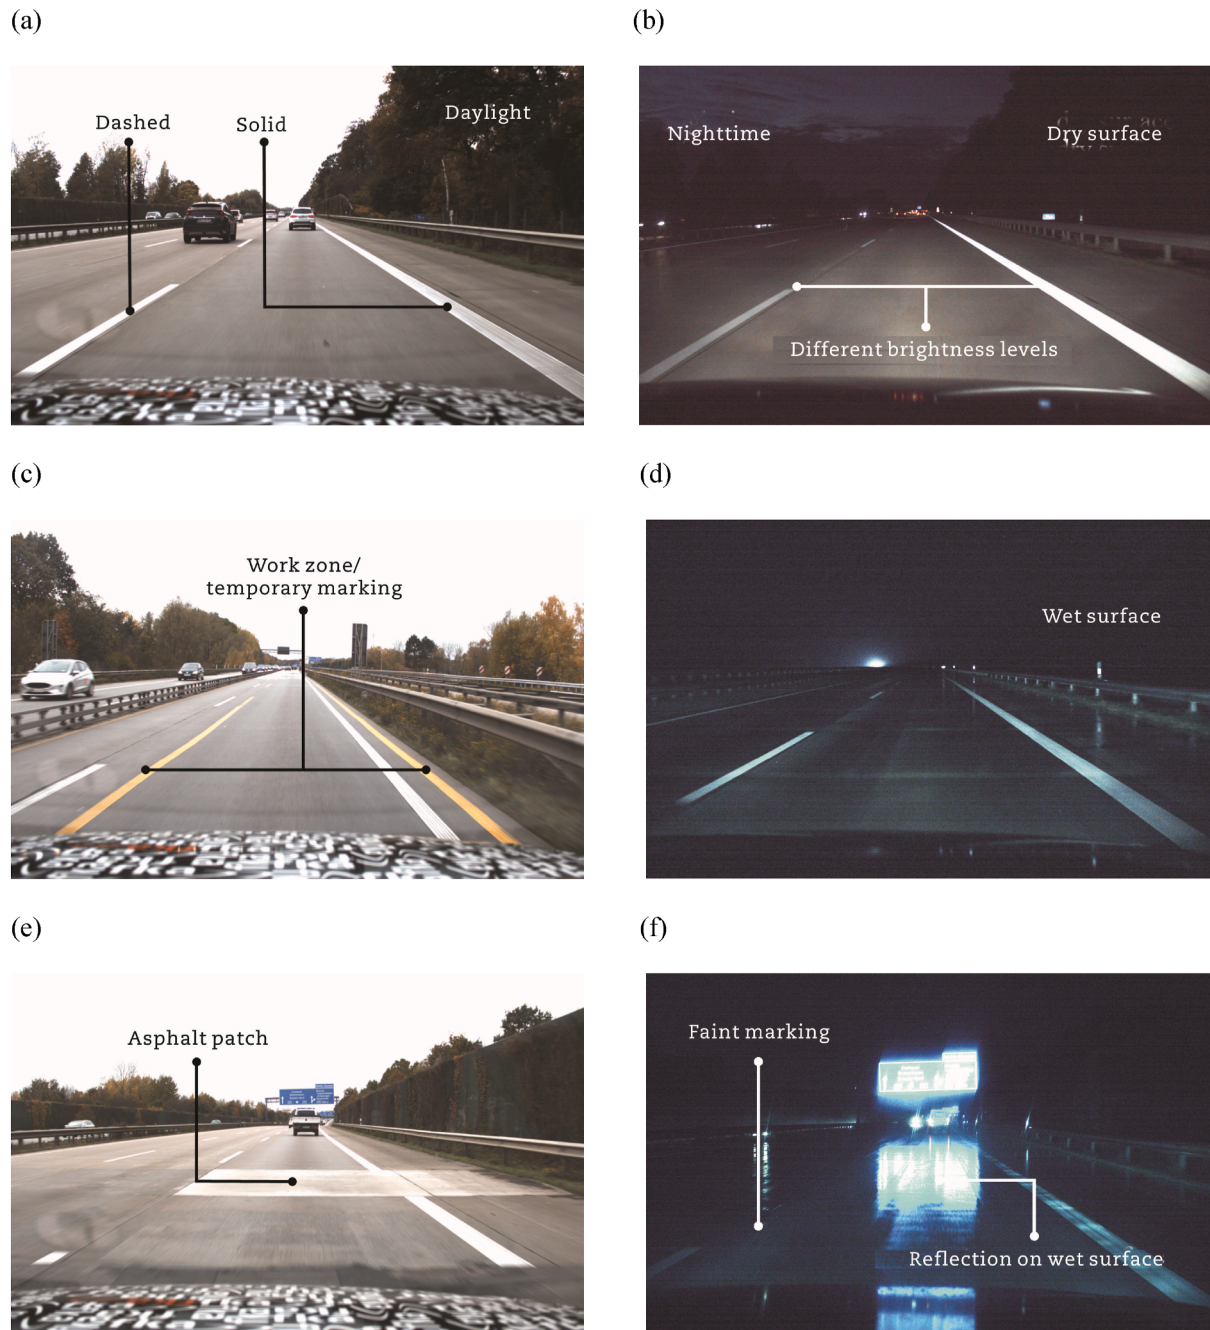 (a)
(b)
Dashed
Solid
Daylight
Nighttime
Dry surface
Different brightness levels
(c)
(d)
Work zone/
temporary marking
Wet surface
(e)
(f)
Asphalt patch
Faint marking
Reflection on wet surface